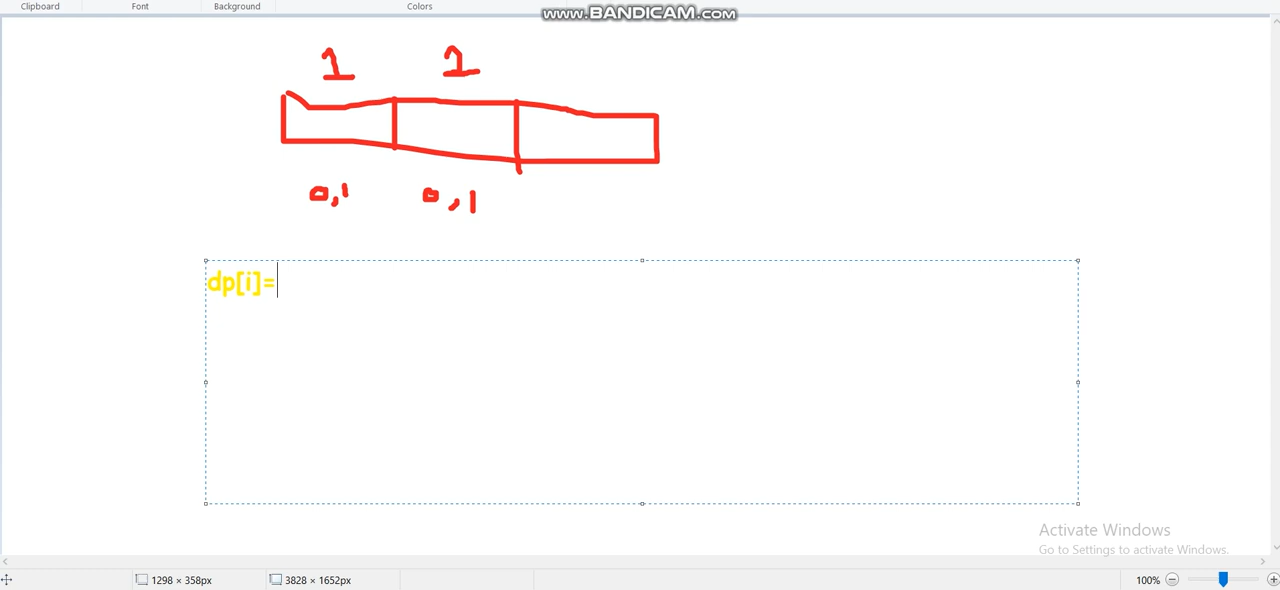 Clipboard Font Background Colors
www.BANDICAM.com
1 1
0,1 0,1
dp[i]=
Activate Windows
Go to Settings to activate Windows.
1298 × 358px 3828 × 1652px 100%